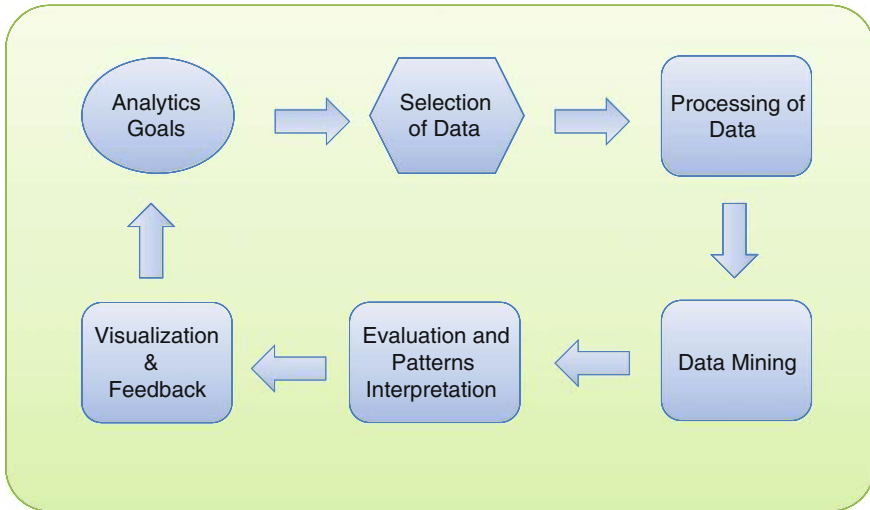 Analytics
Goals
Selection
of Data
Processing of
Data
Data Mining
Evaluation and
Patterns
Interpretation
Visualization
&
Feedback